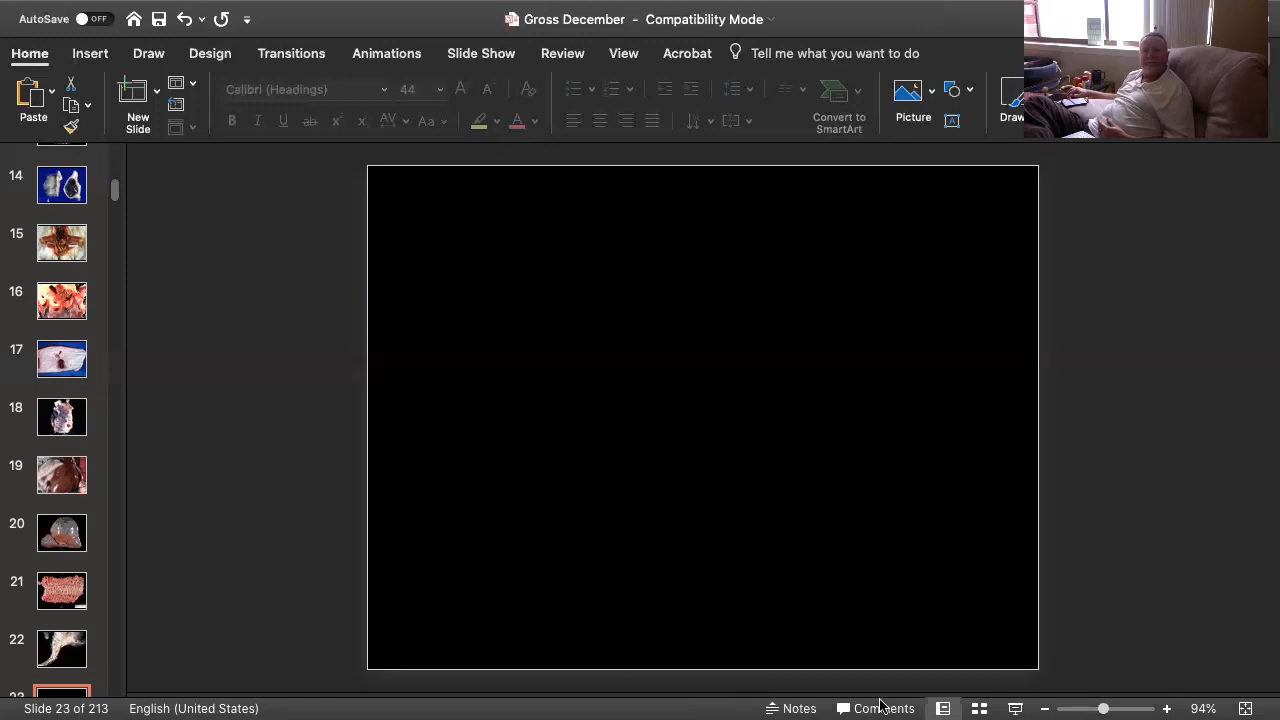 AutoSave OFF Gross December - Compatibility Mode
Home Insert Draw Design Transitions Animations Slide Show Review View Acrobat Tell me what you want to do
Paste
New
Slide
Calibri (Headings) 44
Convert to
SmartArt
Picture
Draw
14
15
16
17
18
19
20
21
22
23
Slide 23 of 213 English (United States) Notes Comments 94%